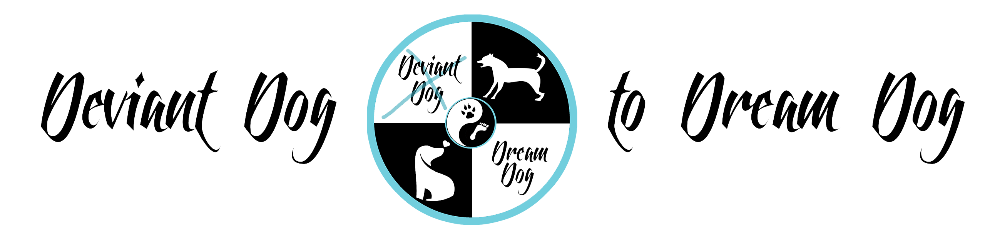 Deviant Dog
Deviant
Dog
Dream
Dog
to Dream Dog